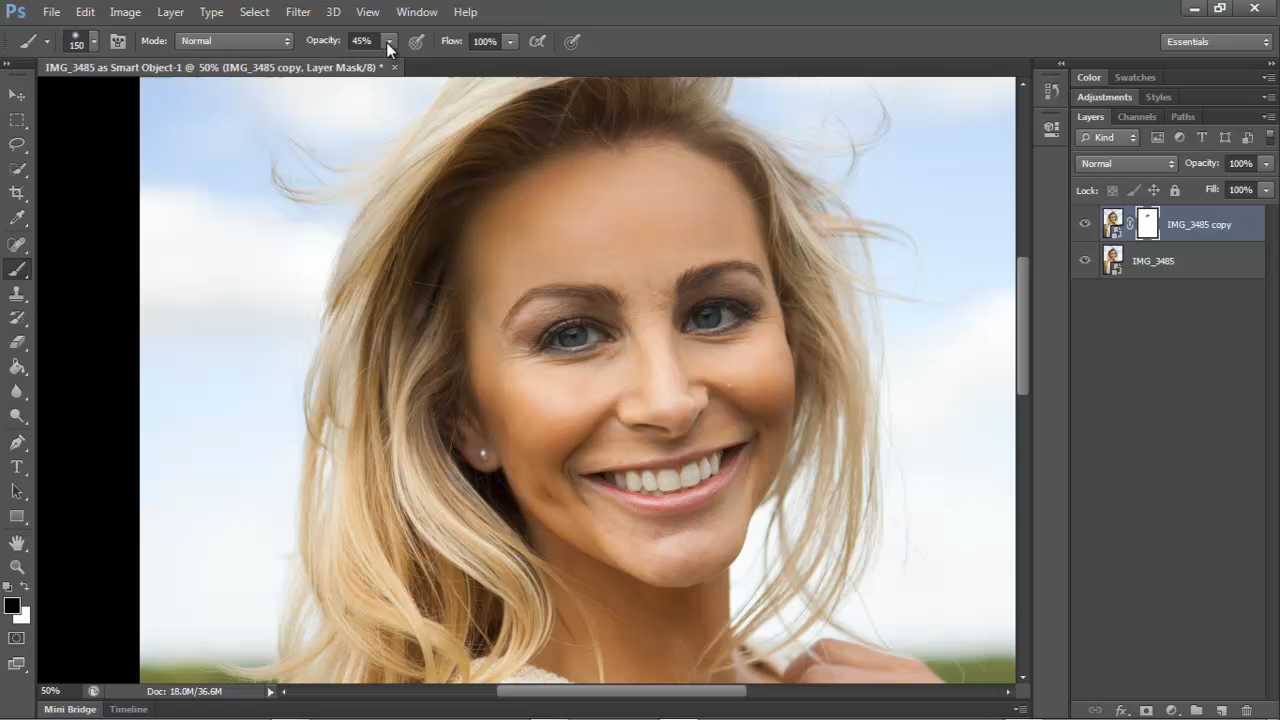 Ps File Edit Image Layer Type Select Filter 3D View Window Help
150 Mode: Normal Opacity: 45% Flow: 100% Essentials
IMG_3485 as Smart Object-1 @ 50% (IMG_3485 copy, Layer Mask/8) *
Color Swatches
Adjustments Styles
Layers Channels Paths
Kind
Normal Opacity: 100%
Lock: Fill: 100%
IMG_3485 copy
IMG_3485
50% Doc: 18.0M/36.6M
Mini Bridge Timeline